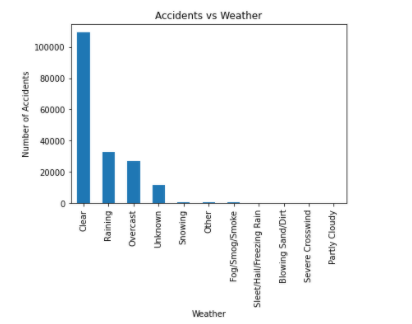 Accidents vs Weather
Number of Accidents
100000
80000
60000
40000
20000
0
Clear
Raining
Overcast
Unknown
Snowing
Other
Fog/Smog/Smoke
Sleet/Hail/Freezing Rain
Blowing Sand/Dirt
Severe Crosswind
Partly Cloudy
Weather